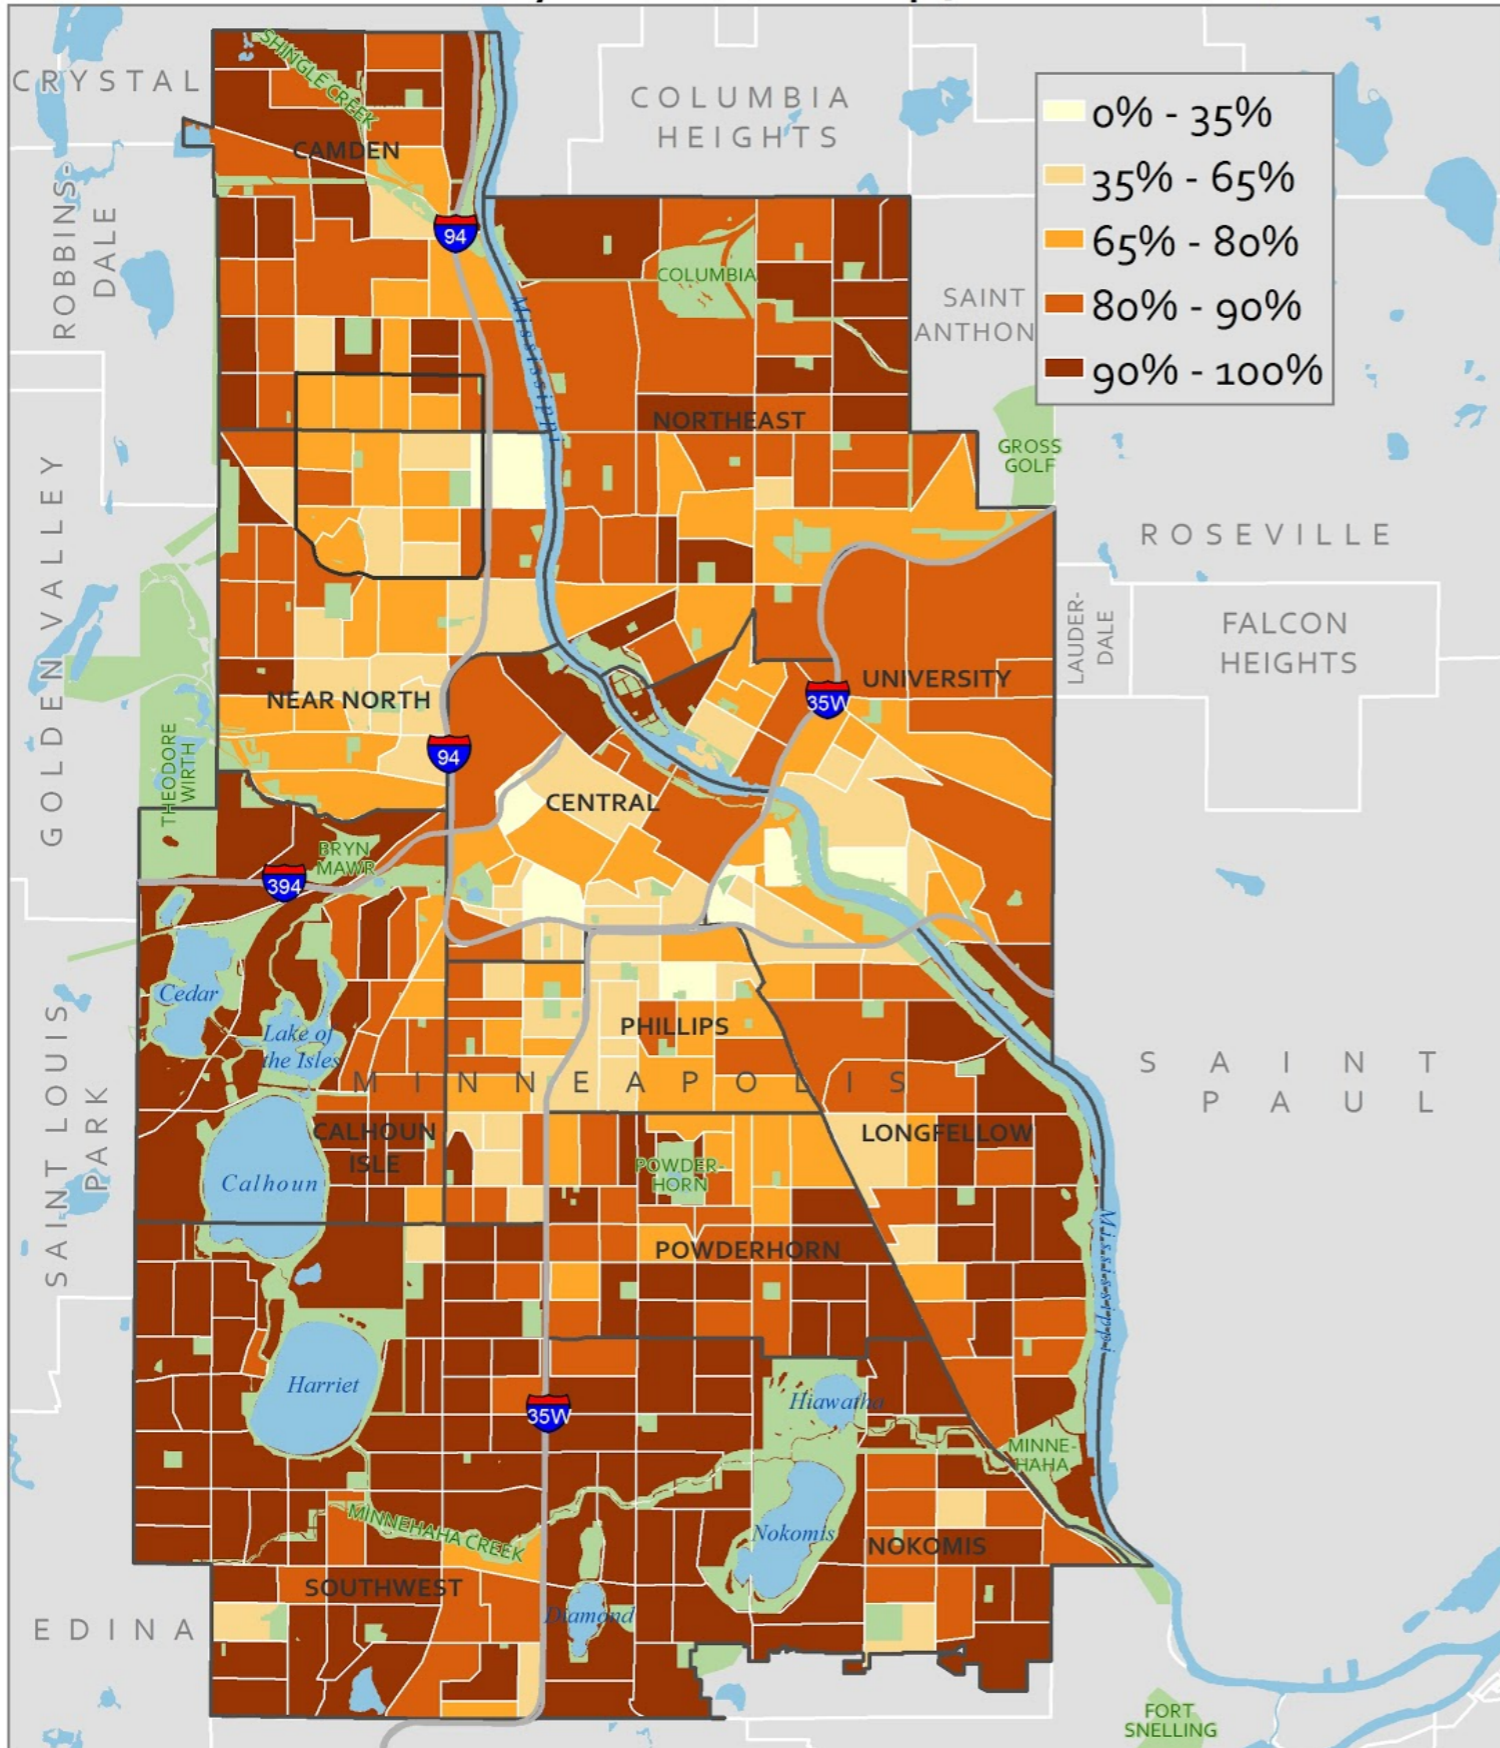 CRYSTAL
SHINGLE CREEK
COLUMBIA
HEIGHTS
0% - 35%
35% - 65%
65% - 80%
80% - 90%
90% - 100%
CAMDEN
ROBBINS-
DALE
94
COLUMBIA
SAINT
ANTHON
Mississippi
NORTHEAST
GROSS
GOLF
GOLDEN VALLEY
ROSEVILLE
LAUDER-
DALE
FALCON
HEIGHTS
UNIVERSITY
35W
NEAR NORTH
THEODORE
WIRTH
94
CENTRAL
BRYN
MAWR
394
Cedar
Lake of
the Isles
PHILLIPS
MINNEAPOLIS
SAINT
PAUL
SAINT LOUIS
PARK
CALHOUN
ISLE
LONGFELLOW
Calhoun
POWDER-
HORN
POWDERHORN
Mississippi
Harriet
Hiawatha
35W
MINNE-
HAHA
MINNEHAHA CREEK
Nokomis
NOKOMIS
SOUTHWEST
Diamond
EDINA
FORT
SNELLING